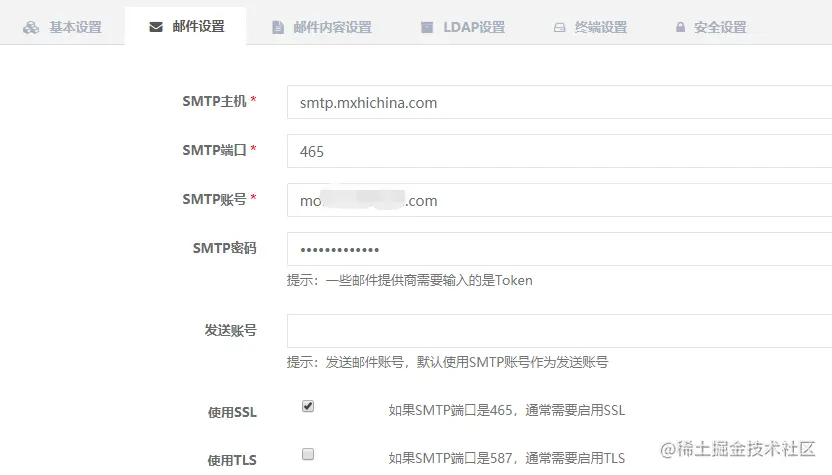 基本设置 邮件设置 邮件内容设置 LDAP设置 终端设置 安全设置
SMTP主机 * smtp.mxhichina.com
SMTP端口 * 465
SMTP账号 * mo .com
SMTP密码 •••••••••••••
提示：一些邮件提供商需要输入的是Token
发送账号
提示：发送邮件账号，默认使用SMTP账号作为发送账号
使用SSL 如果SMTP端口是465，通常需要启用SSL
使用TLS 如果SMTP端口是587，通常需要启用TLS
@稀土掘金技术社区